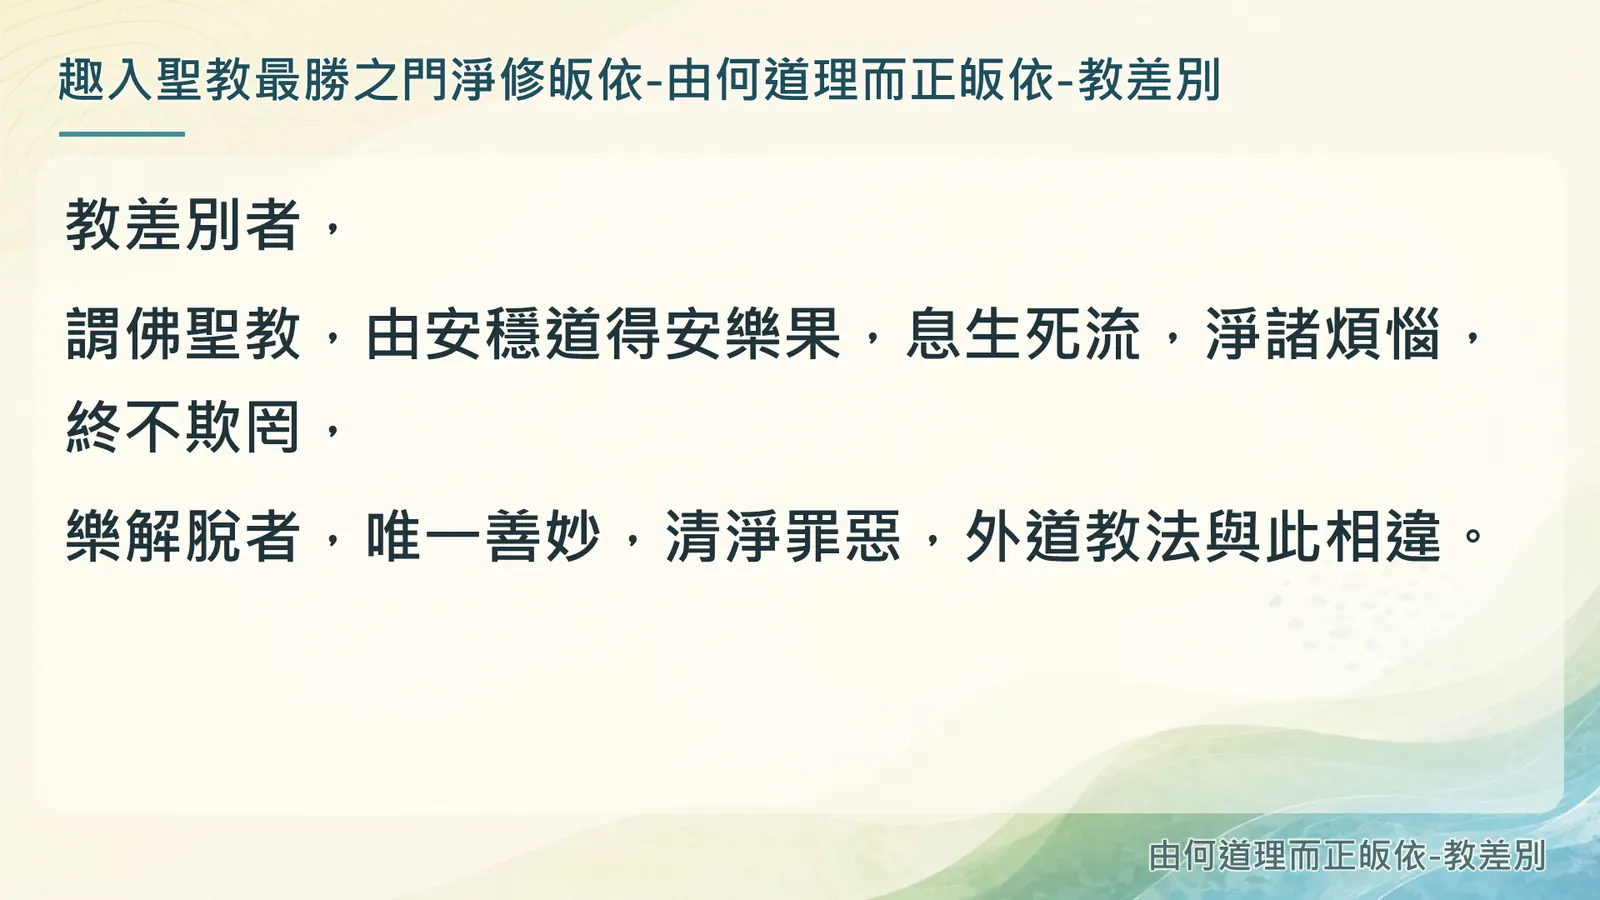 趣入聖教最勝之門淨修皈依-由何道理而正皈依-教差別
教差別者，
謂佛聖教，由安穩道得安樂果，息生死流，淨諸煩惱，
終不欺罔，
樂解脫者，唯一善妙，清淨罪惡，外道教法與此相違。
由何道理而正皈依-教差別